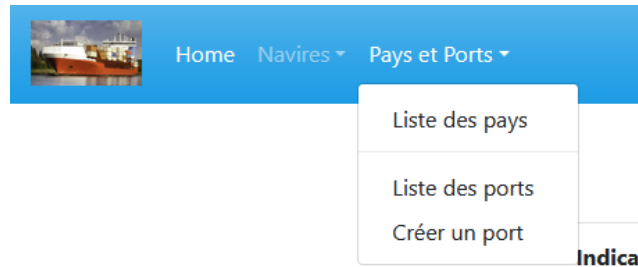 Home Navires Pays et Ports
Liste des pays
Liste des ports
Créer un port
Indica